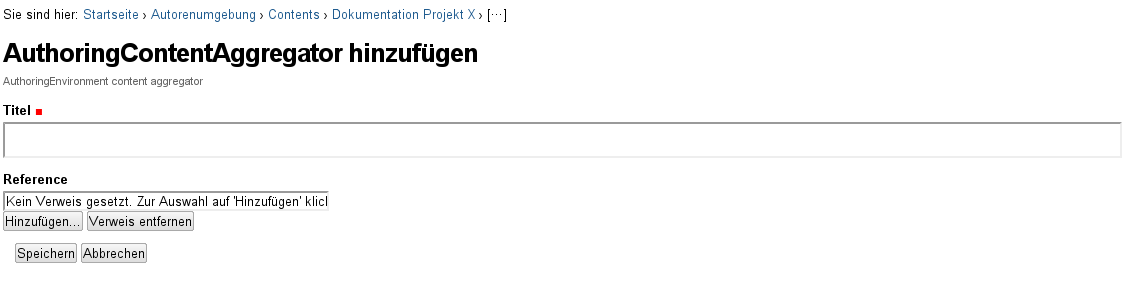 Sie sind hier: Startseite › Autorenumgebung › Contents › Dokumentation Projekt X › [···]
AuthoringContentAggregator hinzufügen
AuthoringEnvironment content aggregator
Titel
Reference
Kein Verweis gesetzt. Zur Auswahl auf 'Hinzufügen' klicl
Hinzufügen... Verweis entfernen
Speichern Abbrechen